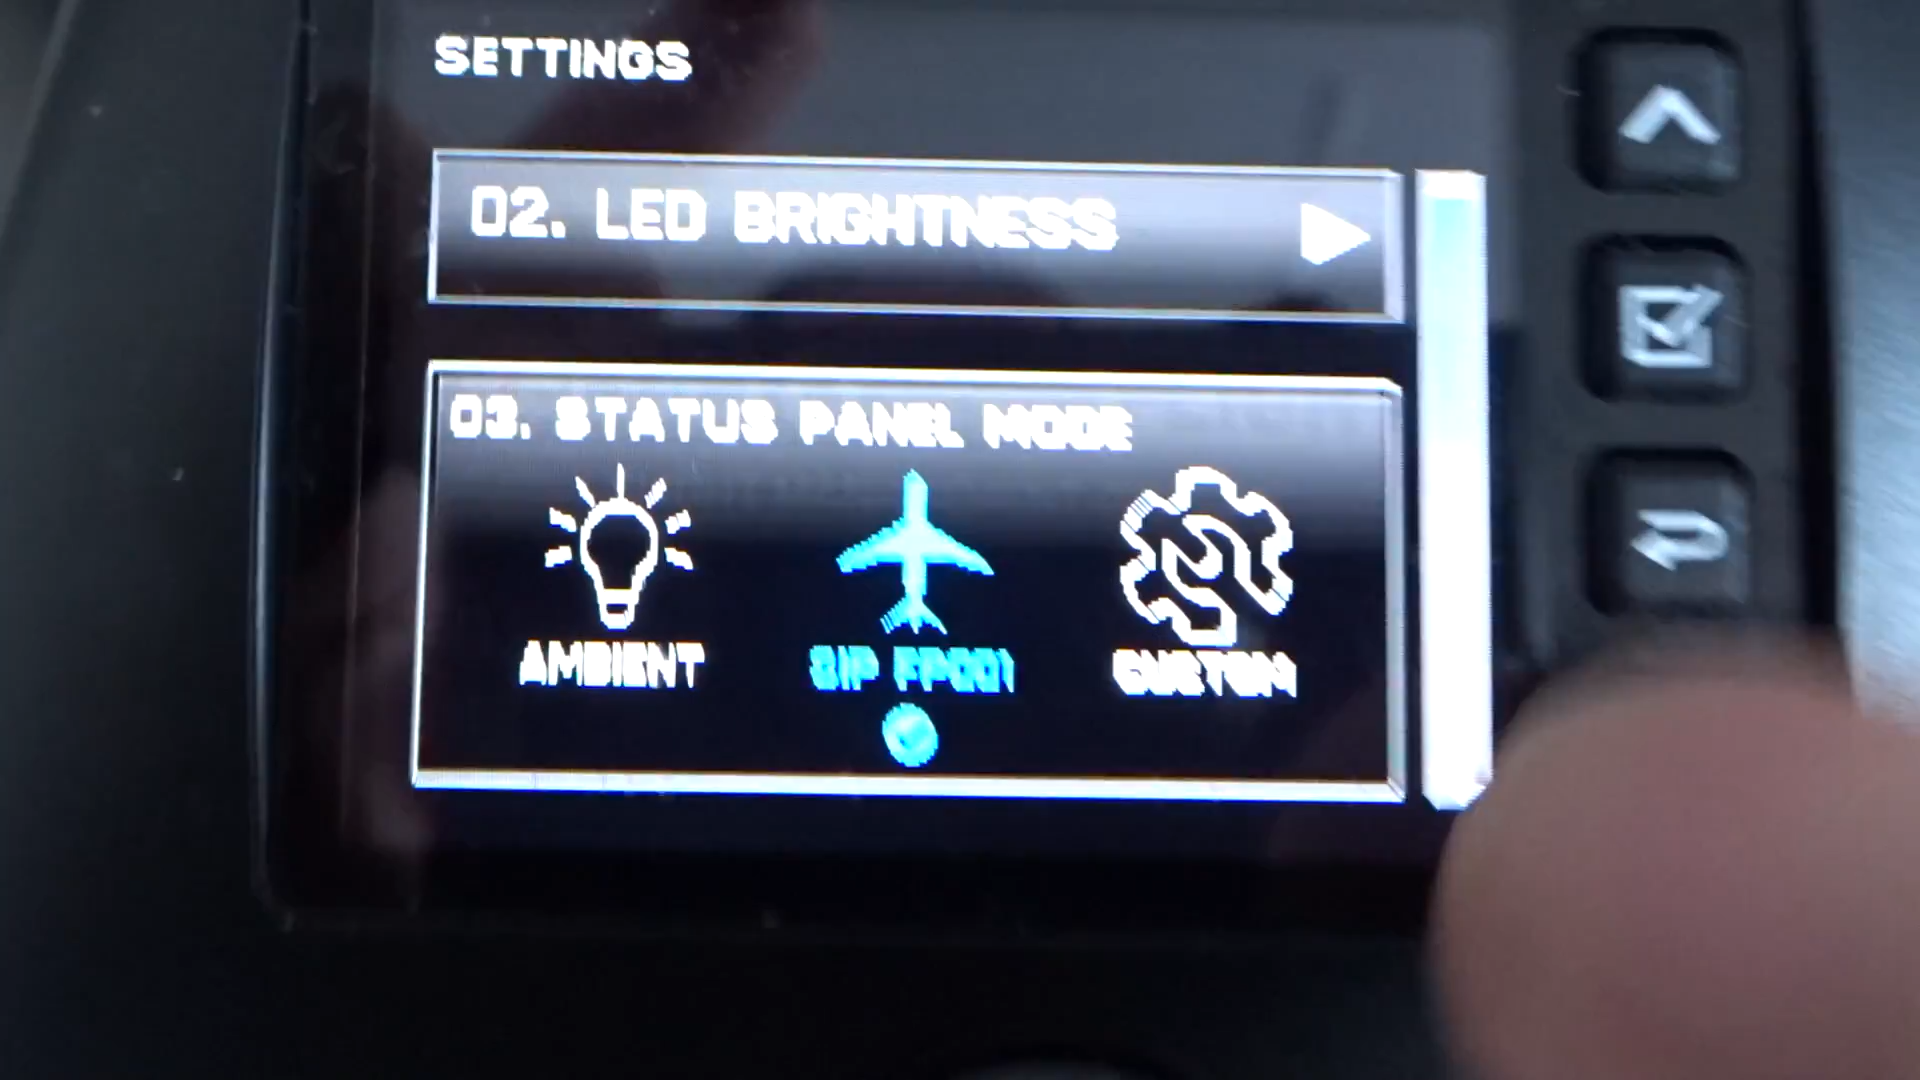 SETTINGS
02. LED BRIGHTNESS
03. STATUS PANEL MODE
AMBIENT
CUSTOM